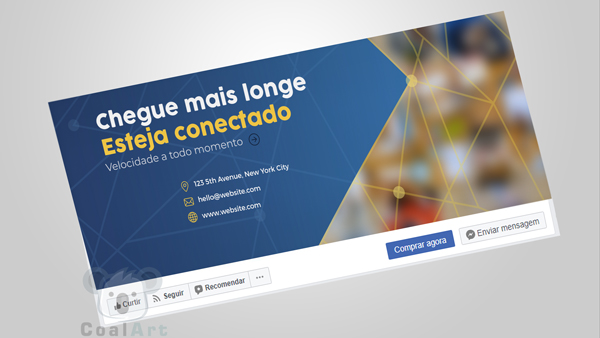 Chegue mais longe
Esteja conectado
Velocidade a todo momento
123 5th Avenue, New York City
hello@website.com
www.website.com
Comprar agora
Enviar mensagem
Curtir
Seguir
Recomendar
...
CoalArt